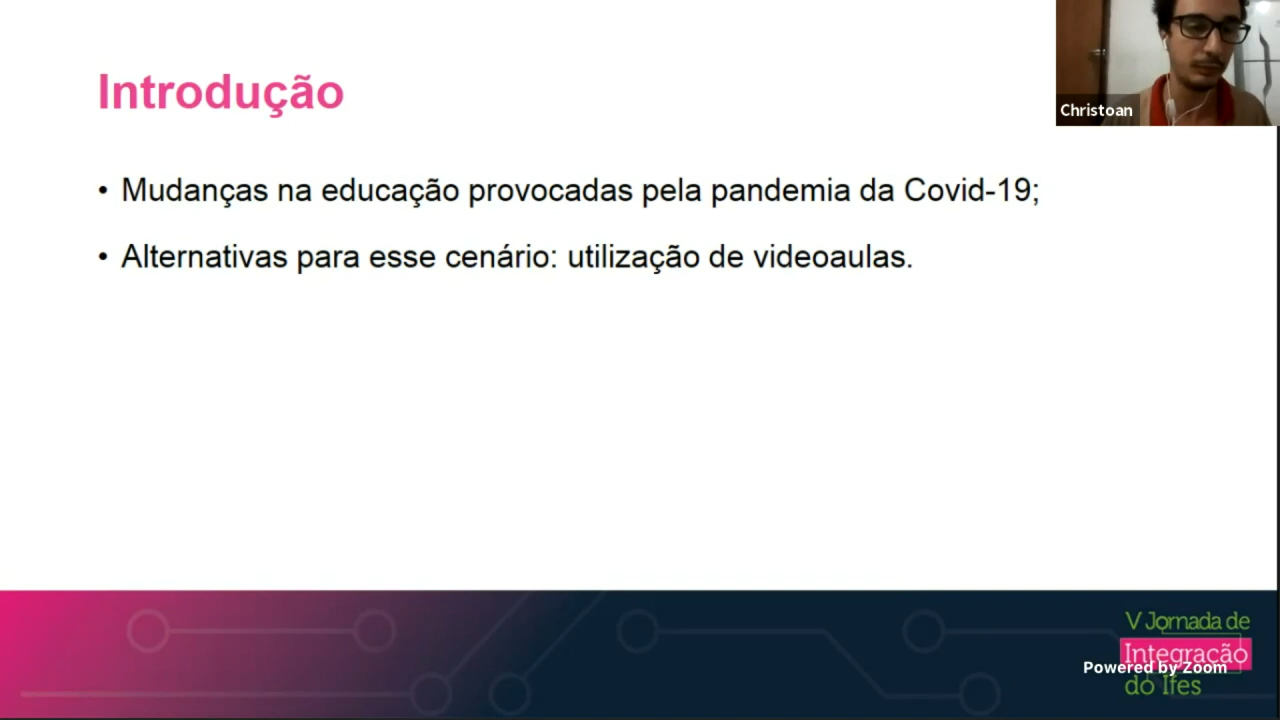 Introdução
Christoan
• Mudanças na educação provocadas pela pandemia da Covid-19;
• Alternativas para esse cenário: utilização de videoaulas.
V Jornada de
Integração
Powered by Zoom
do Ifes